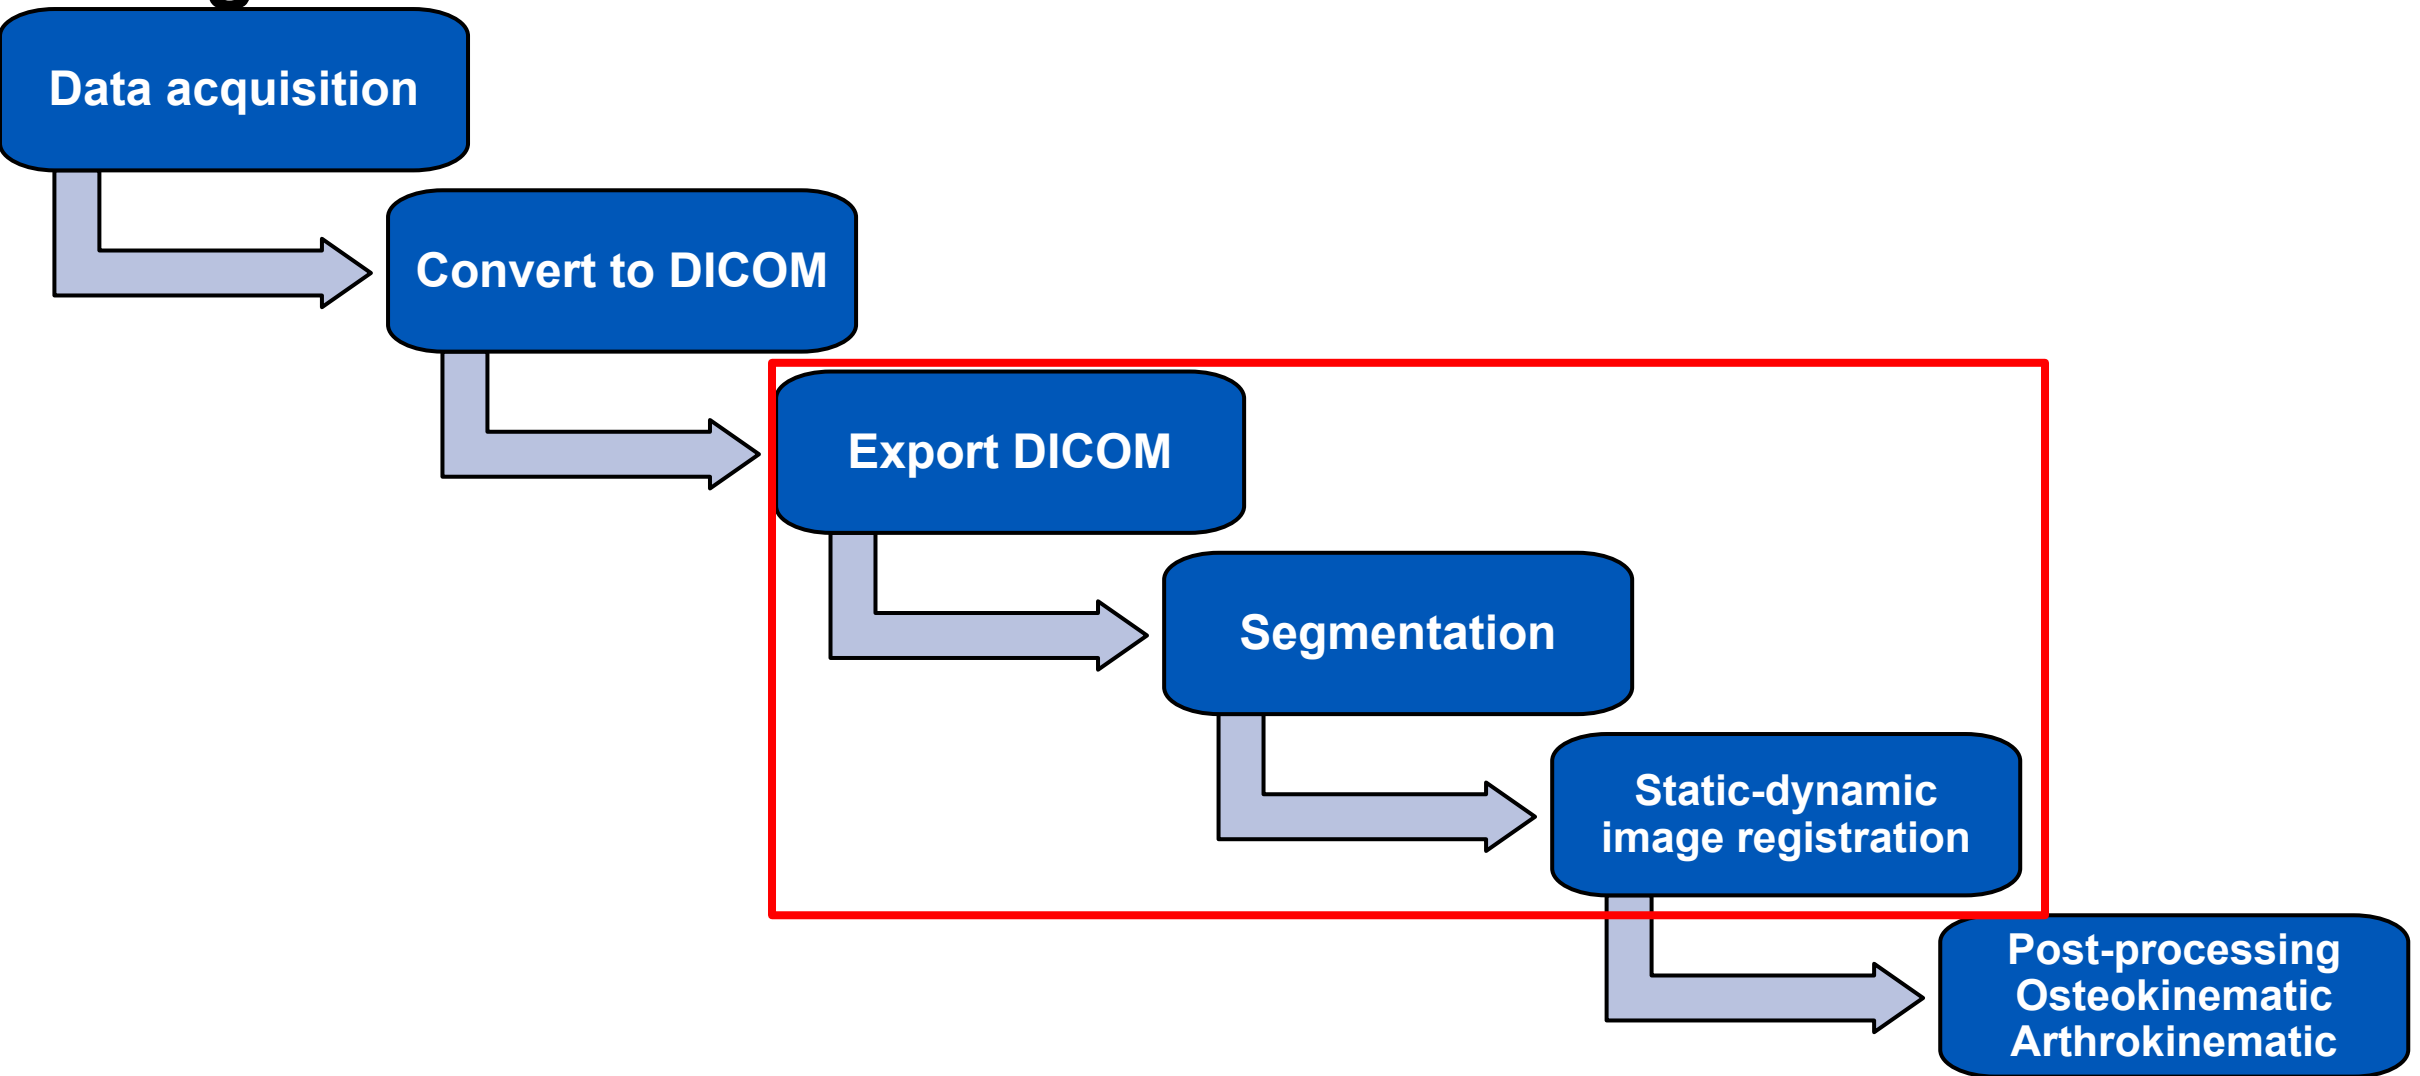 Data acquisition
Convert to DICOM
Export DICOM
Segmentation
Static-dynamic
image registration
Post-processing
Osteokinematic
Arthrokinematic